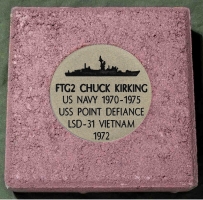 FTG2 CHUCK KIRKING
US NAVY 1970-1975
USS POINT DEFIANCE
LSD-31 VIETNAM
1972